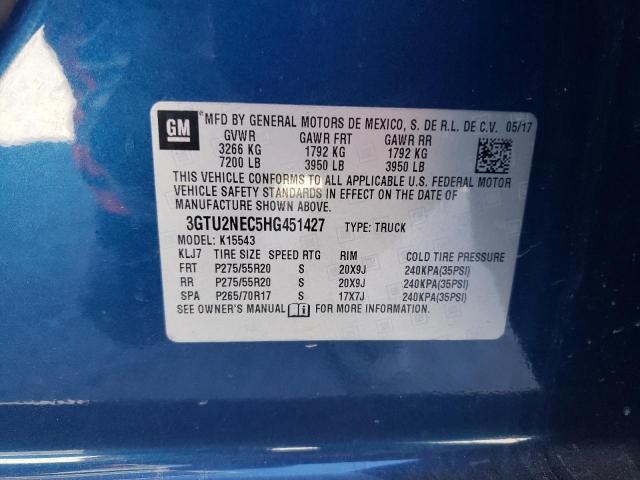 GM
MFD BY GENERAL MOTORS DE MEXICO, S. DE R.L. DE C.V. 05/17
GVWR GAWR FRT GAWR RR
3266 KG 1792 KG 1792 KG
7200 LB 3950 LB 3950 LB
THIS VEHICLE CONFORMS TO ALL APPLICABLE U.S. FEDERAL MOTOR
VEHICLE SAFETY STANDARDS IN EFFECT ON THE DATE OF
MANUFACTURE SHOWN ABOVE.
3GTU2NEC5HG451427 TYPE: TRUCK
MODEL: K15543
KLJ7 TIRE SIZE SPEED RTG RIM COLD TIRE PRESSURE
FRT P275/55R20 S 20X9J 240KPA(35PSI)
RR P275/55R20 S 20X9J 240KPA(35PSI)
SPA P265/70R17 S 17X7J 240KPA(35PSI)
SEE OWNER'S MANUAL FOR MORE INFORMATION.